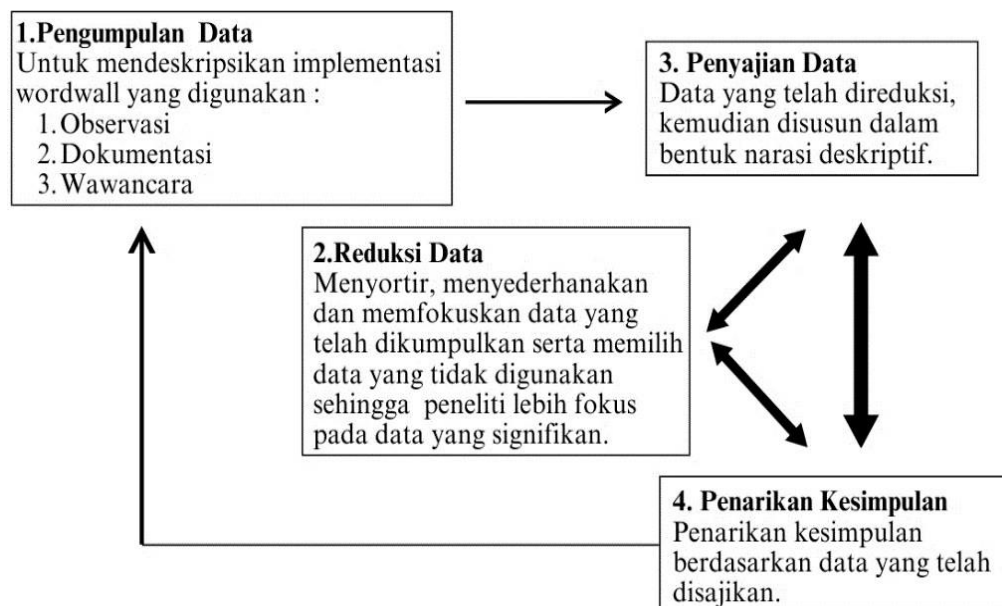 1.Pengumpulan Data
Untuk mendeskripsikan implementasi
wordwall yang digunakan :
1. Observasi
2. Dokumentasi
3. Wawancara
3. Penyajian Data
Data yang telah direduksi,
kemudian disusun dalam
bentuk narasi deskriptif.
2.Reduksi Data
Menyortir, menyederhanakan
dan memfokuskan data yang
telah dikumpulkan serta memilih
data yang tidak digunakan
sehingga peneliti lebih fokus
pada data yang signifikan.
4. Penarikan Kesimpulan
Penarikan kesimpulan
berdasarkan data yang telah
disajikan.